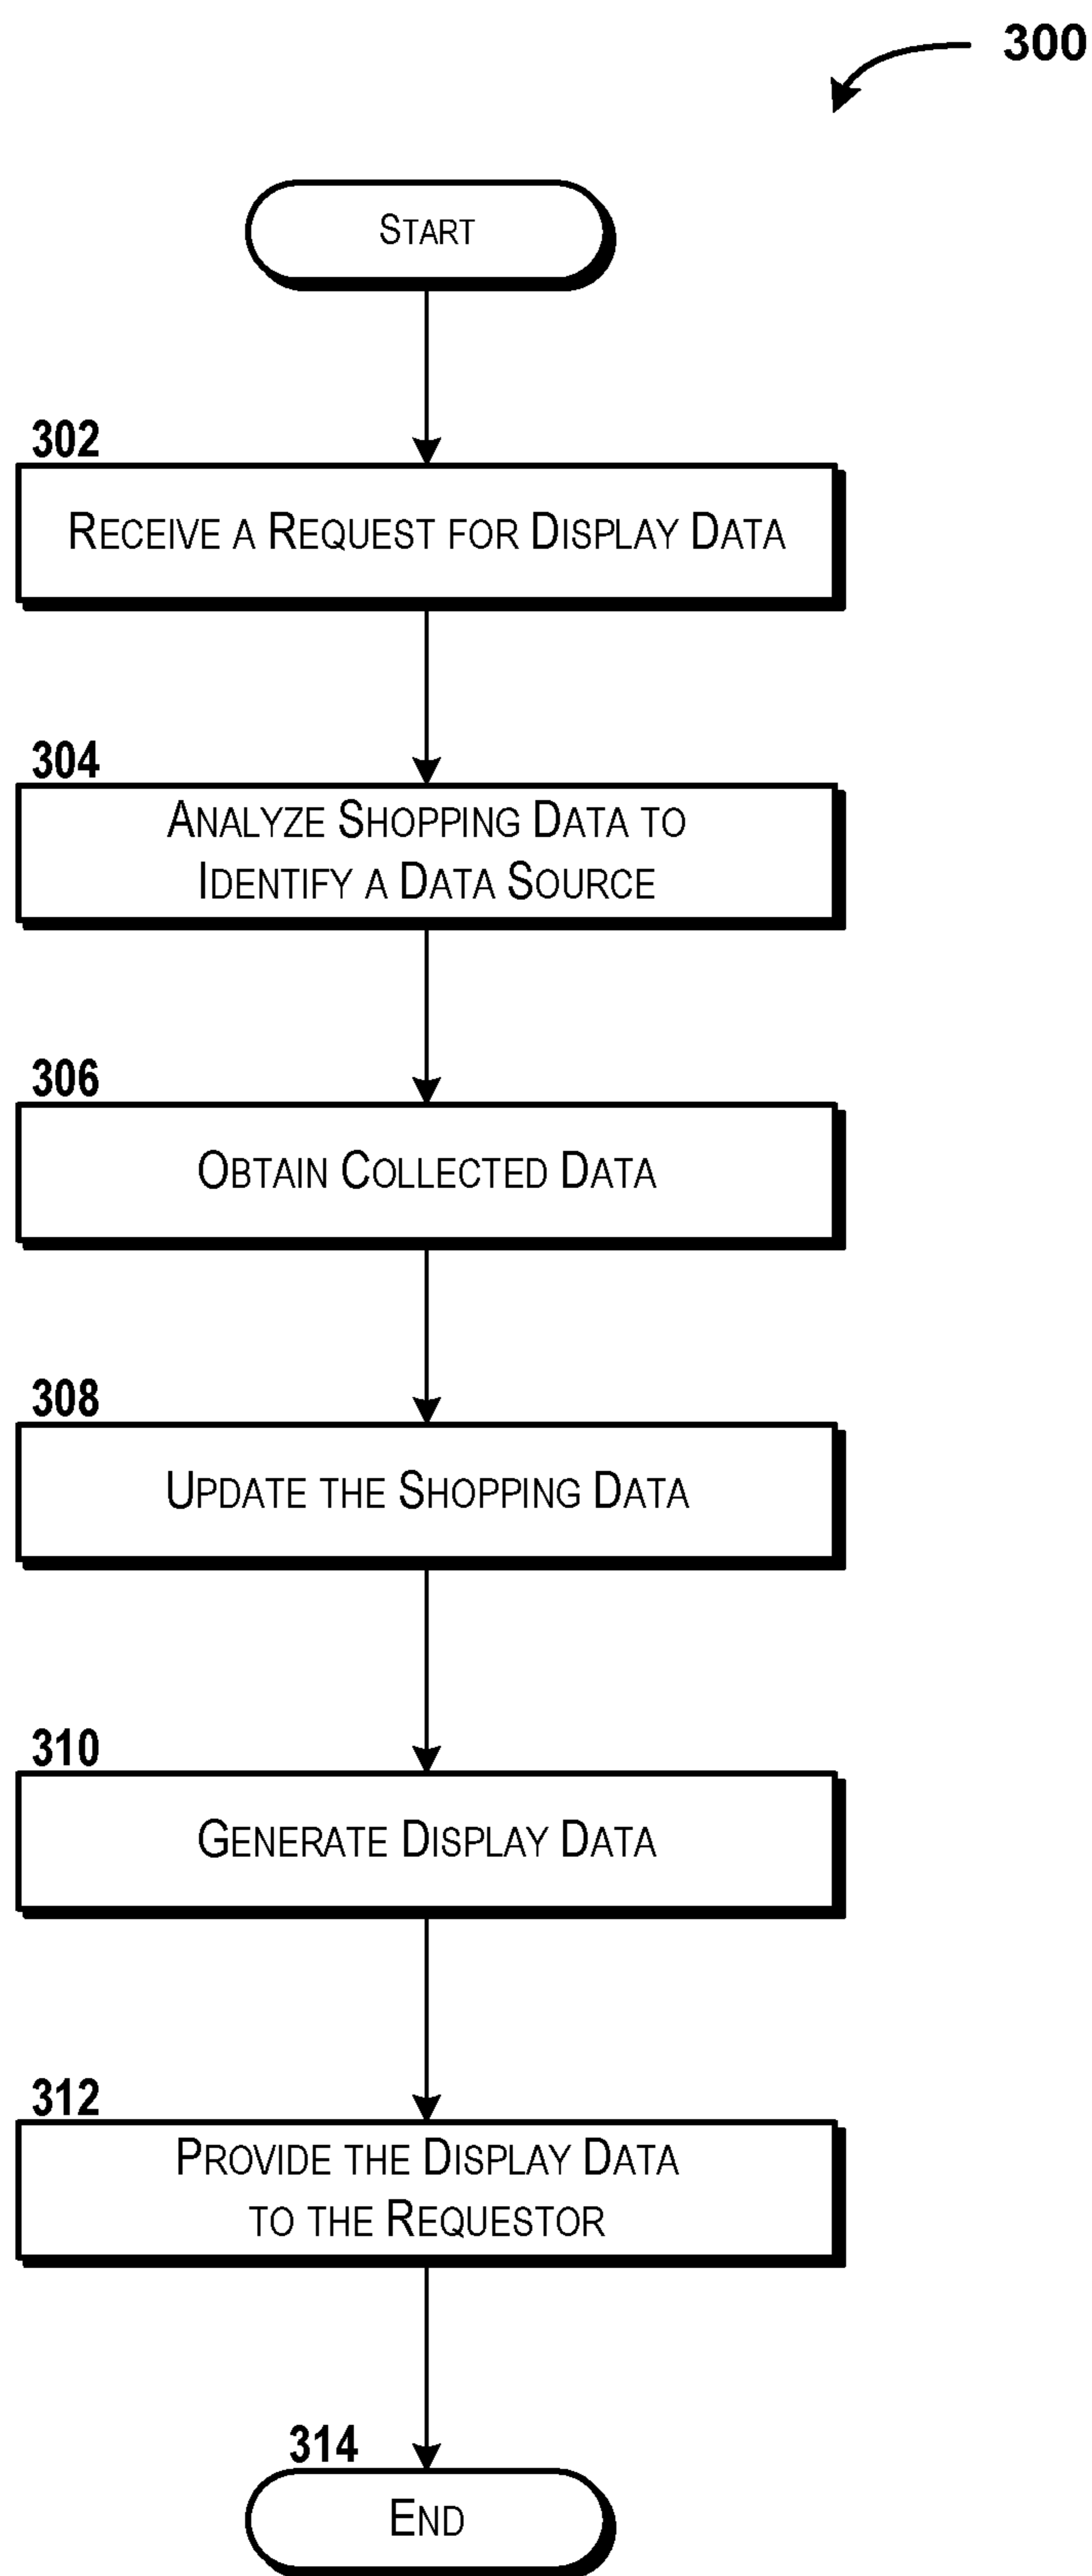 300
START
302
RECEIVE A REQUEST FOR DISPLAY DATA
304
ANALYZE SHOPPING DATA TO
IDENTIFY A DATA SOURCE
306
OBTAIN COLLECTED DATA
308
UPDATE THE SHOPPING DATA
310
GENERATE DISPLAY DATA
312
PROVIDE THE DISPLAY DATA
TO THE REQUESTOR
314
END